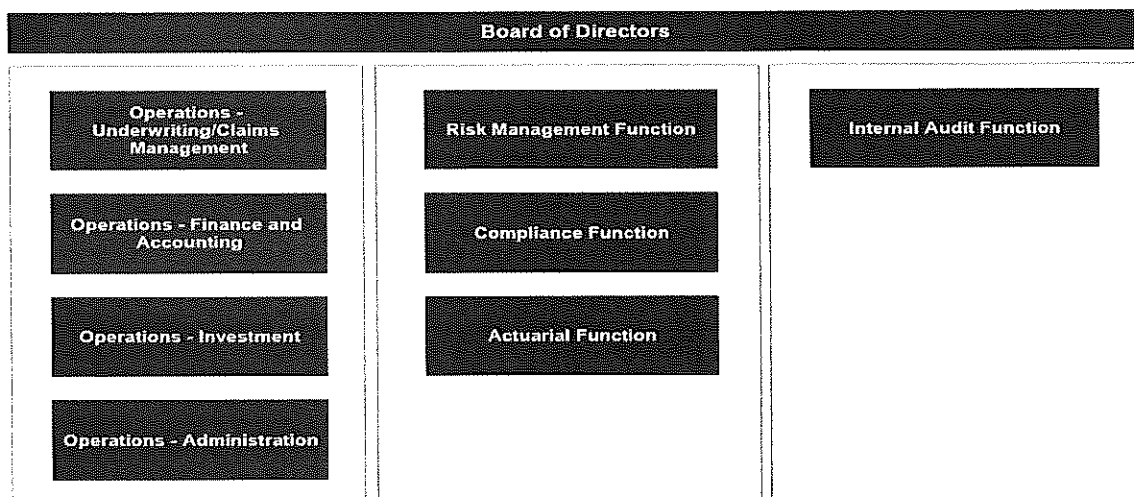 Board of Directors
Operations -
Underwriting/Claims
Management
Operations - Finance and
Accounting
Operations - Investment
Operations - Administration
Risk Management Function
Compliance Function
Actuarial Function
Internal Audit Function